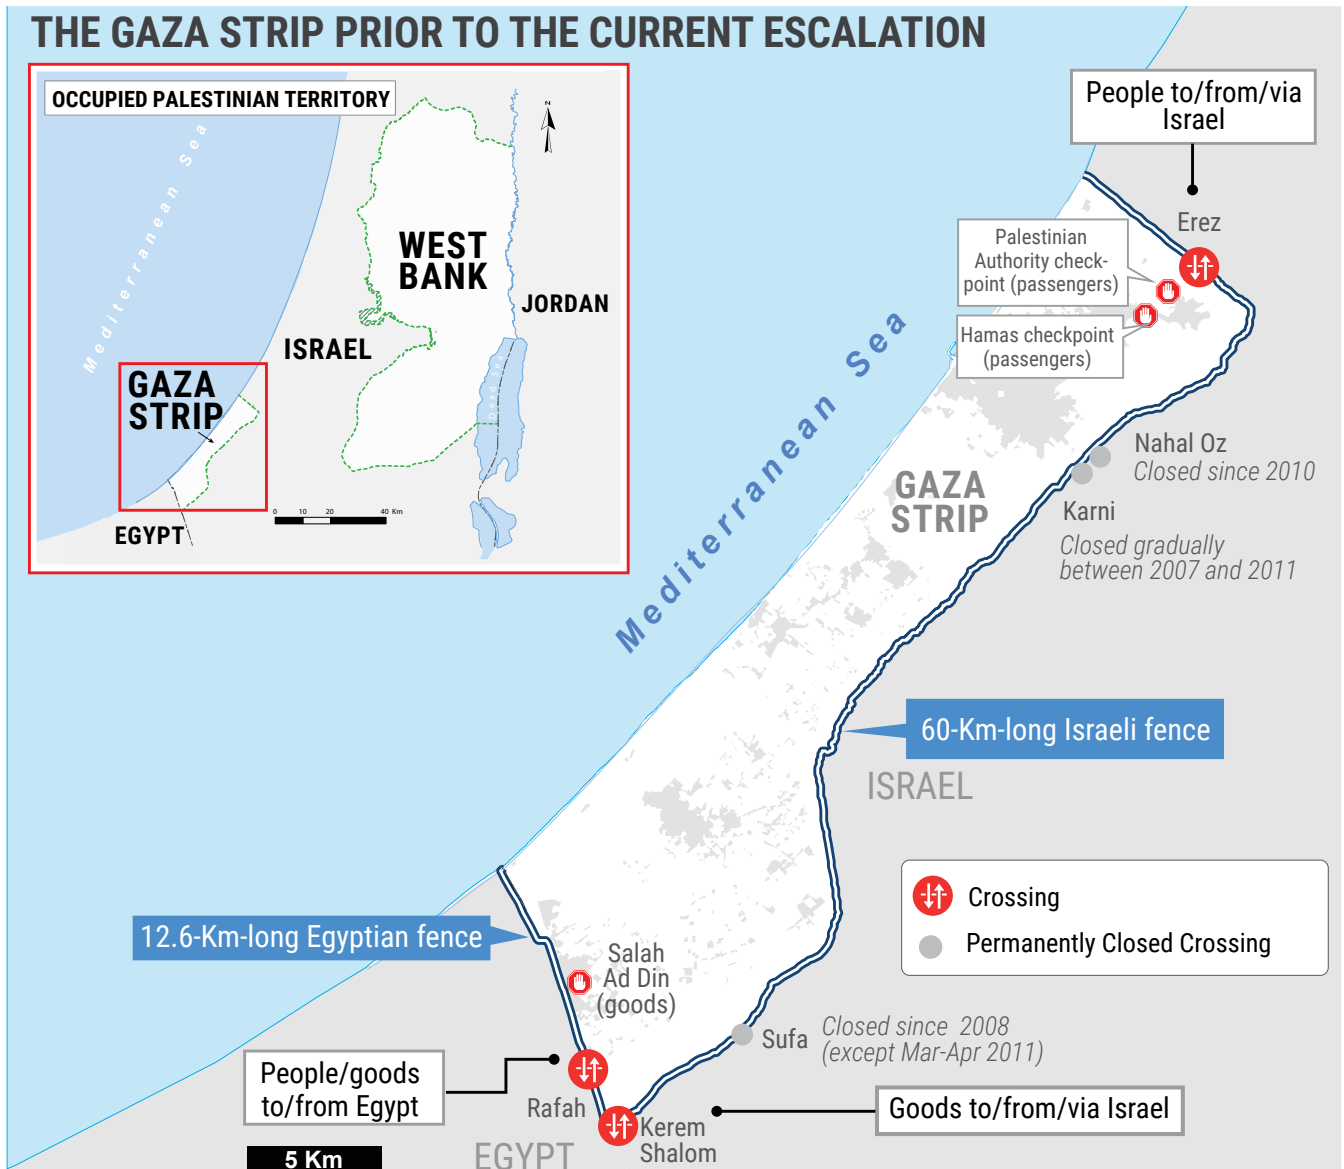 THE GAZA STRIP PRIOR TO THE CURRENT ESCALATION
OCCUPIED PALESTINIAN TERRITORY
N
Mediterranean Sea
WEST
BANK
JORDAN
ISRAEL
Dead Sea
GAZA
STRIP
EGYPT
0 10 20 40 Km
People to/from/via
Israel
Erez
Palestinian
Authority check-
point (passengers)
Hamas checkpoint
(passengers)
Mediterranean Sea
Nahal Oz
Closed since 2010
GAZA
STRIP
Karni
Closed gradually
between 2007 and 2011
60-Km-long Israeli fence
ISRAEL
Crossing
Permanently Closed Crossing
12.6-Km-long Egyptian fence
Salah
Ad Din
(goods)
Sufa
Closed since 2008
(except Mar-Apr 2011)
People/goods
to/from Egypt
Rafah
Kerem
Shalom
Goods to/from/via Israel
EGYPT
5 Km